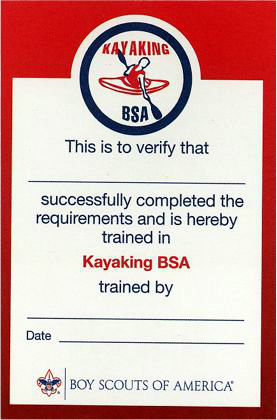 KAYAKING
BSA
This is to verify that
successfully completed the
requirements and is hereby
trained in
Kayaking BSA
trained by
Date
BOY SCOUTS OF AMERICA®